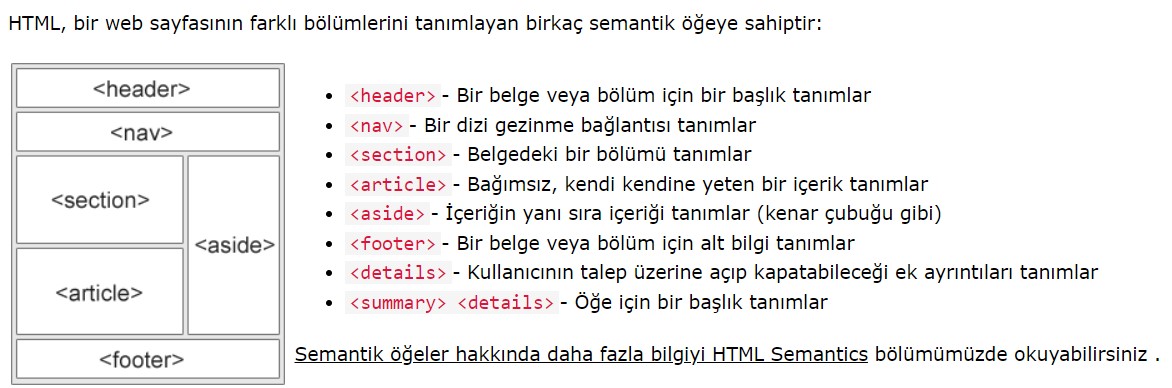 HTML, bir web sayfasının farklı bölümlerini tanımlayan birkaç semantik öğeye sahiptir:
<header>
<nav>
<section>
<aside>
<article>
<footer>
<header> - Bir belge veya bölüm için bir başlık tanımlar
<nav> - Bir dizi gezinme bağlantısı tanımlar
<section> - Belgedeki bir bölümü tanımlar
<article> - Bağımsız, kendi kendine yeten bir içerik tanımlar
<aside> - İçeriğin yanı sıra içeriği tanımlar (kenar çubuğu gibi)
<footer> - Bir belge veya bölüm için alt bilgi tanımlar
<details> - Kullanıcının talep üzerine açıp kapatabileceği ek ayrıntıları tanımlar
<summary> <details> - Öğe için bir başlık tanımlar
Semantik öğeler hakkında daha fazla bilgiyi HTML Semantics bölümümüzde okuyabilirsiniz .